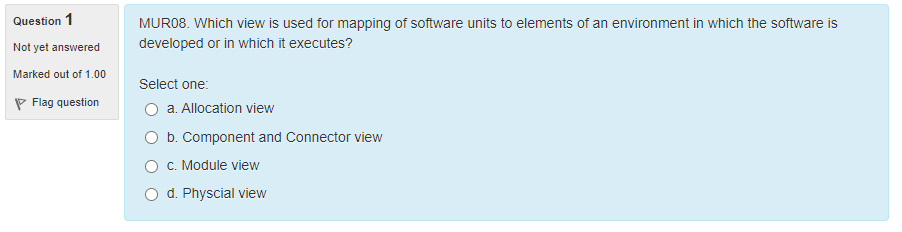 Question 1
Not yet answered
Marked out of 1.00
Flag question
MUR08. Which view is used for mapping of software units to elements of an environment in which the software is
developed or in which it executes?
Select one:
a. Allocation view
b. Component and Connector view
c. Module view
d. Physcial view